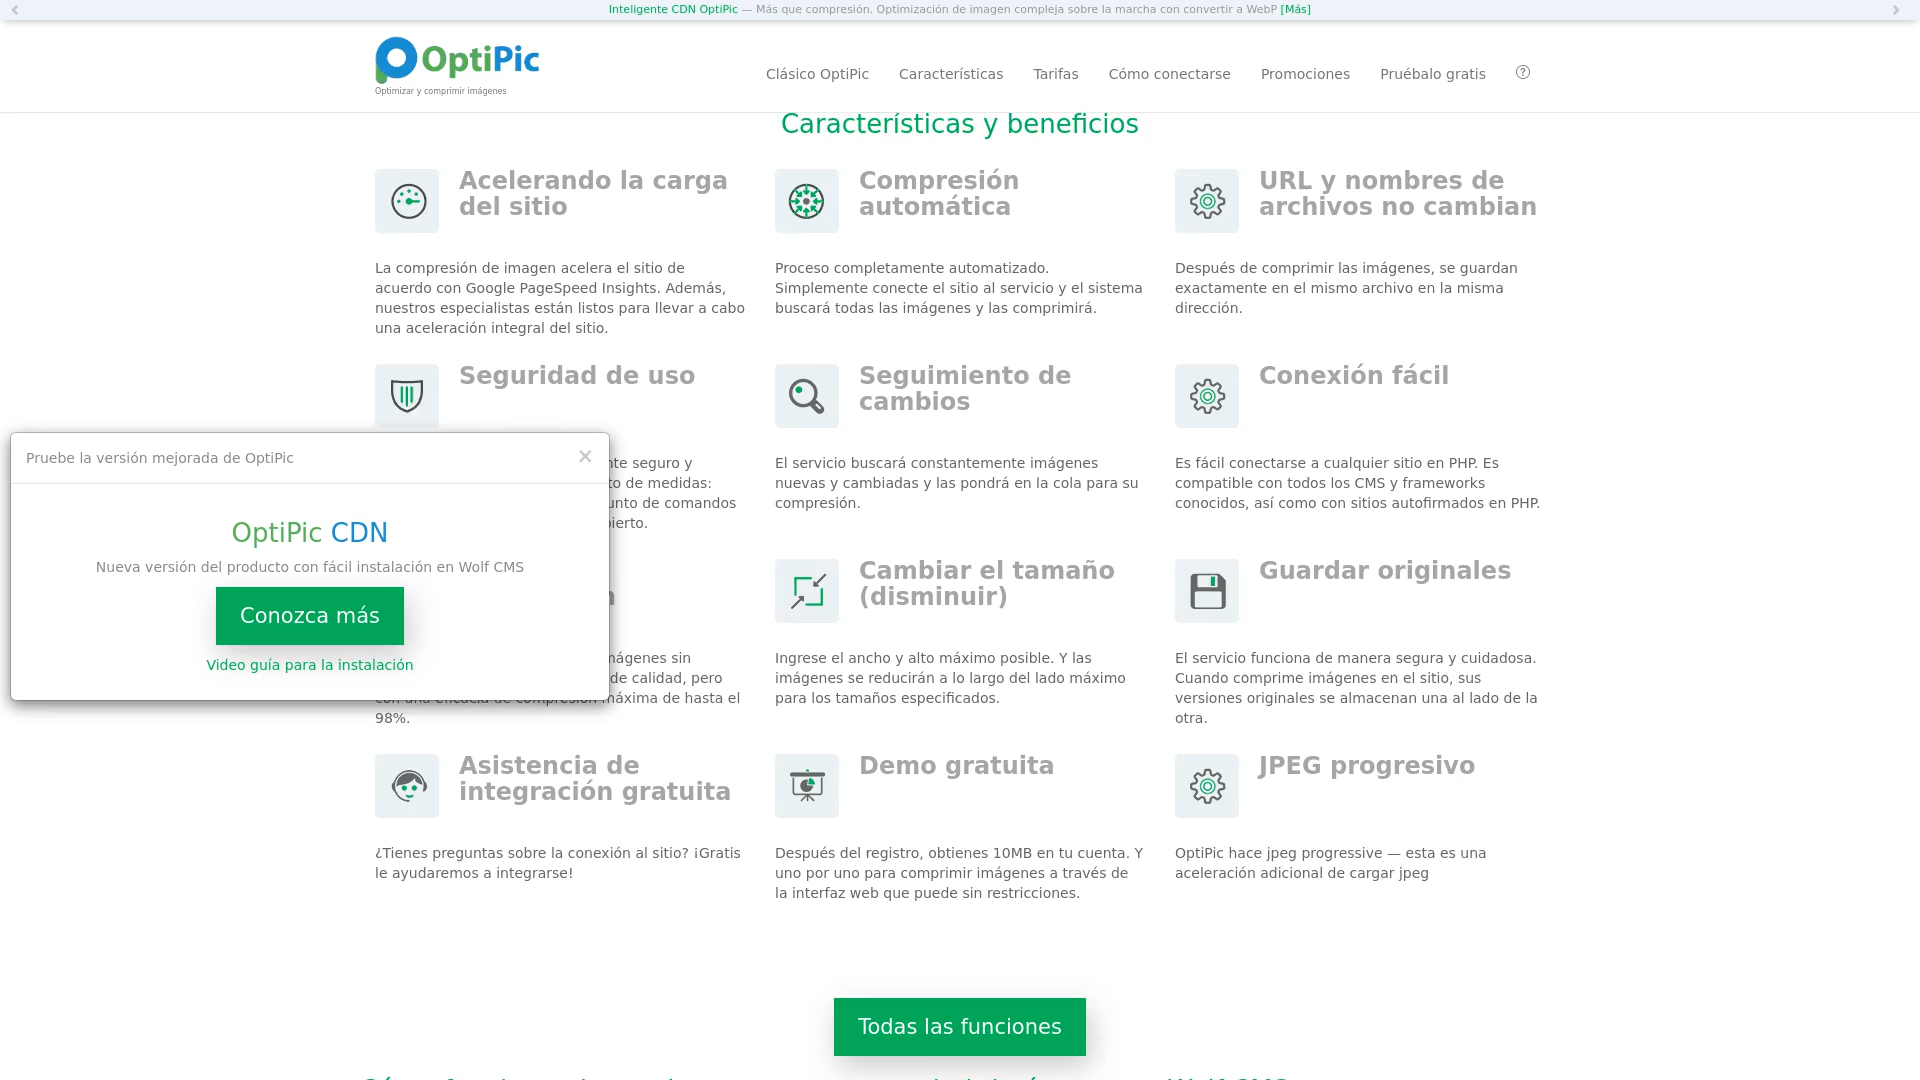 Inteligente CDN OptiPic — Más que compresión. Optimización de imagen compleja sobre la marcha con convertir a WebP [Más]
OptiPic
Optimizar y comprimir imágenes
Clásico OptiPic
Características
Tarifas
Cómo conectarse
Promociones
Pruébalo gratis
Características y beneficios
Acelerando la carga
del sitio
La compresión de imagen acelera el sitio de
acuerdo con Google PageSpeed Insights. Además,
nuestros especialistas están listos para llevar a cabo
una aceleración integral del sitio.
Compresión
automática
Proceso completamente automatizado.
Simplemente conecte el sitio al servicio y el sistema
buscará todas las imágenes y las comprimirá.
URL y nombres de
archivos no cambian
Después de comprimir las imágenes, se guardan
exactamente en el mismo archivo en la misma
dirección.
Seguridad de uso
seguro y
de medidas:
de comandos
Seguimiento de
cambios
El servicio buscará constantemente imágenes
nuevas y cambiadas y las pondrá en la cola para su
compresión.
Conexión fácil
Es fácil conectarse a cualquier sitio en PHP. Es
compatible con todos los CMS y frameworks
conocidos, así como con sitios autofirmados en PHP.
Pruebe la versión mejorada de OptiPic
×
OptiPic CDN
Nueva versión del producto con fácil instalación en Wolf CMS
Conozca más
Video guía para la instalación
sin
de calidad, pero
con una eficacia de compresión máxima de hasta el
98%.
Cambiar el tamaño
(disminuir)
Ingrese el ancho y alto máximo posible. Y las
imágenes se reducirán a lo largo del lado máximo
para los tamaños especificados.
Guardar originales
El servicio funciona de manera segura y cuidadosa.
Cuando comprime imágenes en el sitio, sus
versiones originales se almacenan una al lado de la
otra.
Asistencia de
integración gratuita
¿Tienes preguntas sobre la conexión al sitio? ¡Gratis
le ayudaremos a integrarse!
Demo gratuita
Después del registro, obtienes 10MB en tu cuenta. Y
uno por uno para comprimir imágenes a través de
la interfaz web que puede sin restricciones.
JPEG progresivo
OptiPic hace jpeg progressive — esta es una
aceleración adicional de cargar jpeg
Todas las funciones